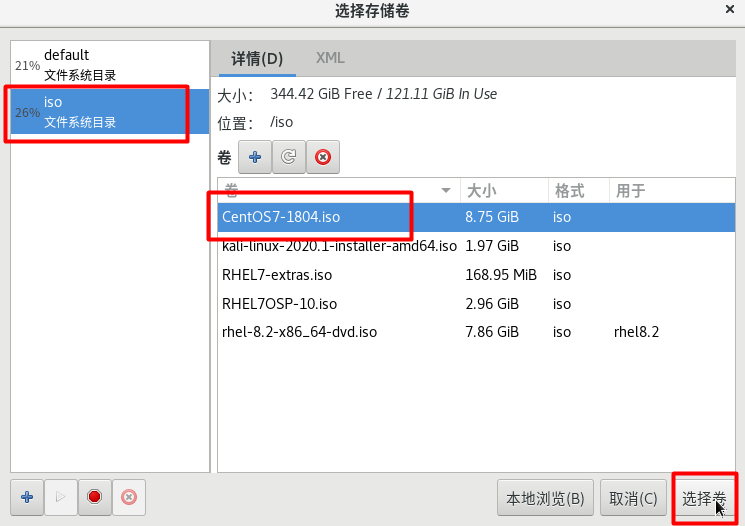 选择存储卷
21% default
文件系统目录
26% iso
文件系统目录
详情(D) XML
大小： 344.42 GiB Free / 121.11 GiB In Use
位置： /iso
卷
卷 大小 格式 用于
CentOS7-1804.iso 8.75 GiB iso
kali-linux-2020.1-installer-amd64.iso 1.97 GiB iso
RHEL7-extras.iso 168.95 MiB iso
RHEL7OSP-10.iso 2.96 GiB iso
rhel-8.2-x86_64-dvd.iso 7.86 GiB iso rhel8.2
本地浏览(B) 取消(C) 选择卷